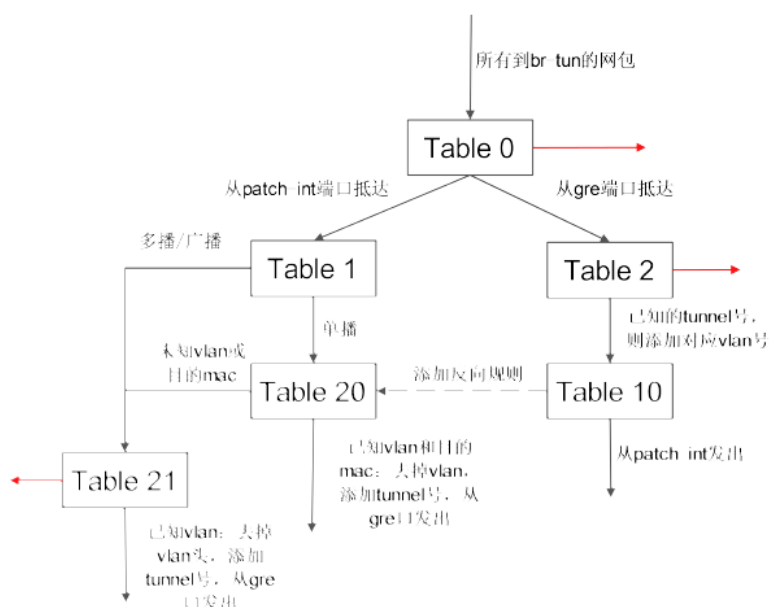 所有到br-tun的网包
Table 0
从patch-int端口抵达
从gre端口抵达
多播/广播
Table 1
Table 2
单播
已知的tunnel号，
则添加对应vlan号
未知vlan或
目的mac
Table 20
添加反向规则
Table 10
已知vlan和目的
mac：去掉vlan，
添加tunnel号，从
gre口发出
从patch-int发出
Table 21
已知vlan：去掉
vlan头，添加
tunnel号，从gre
口发出